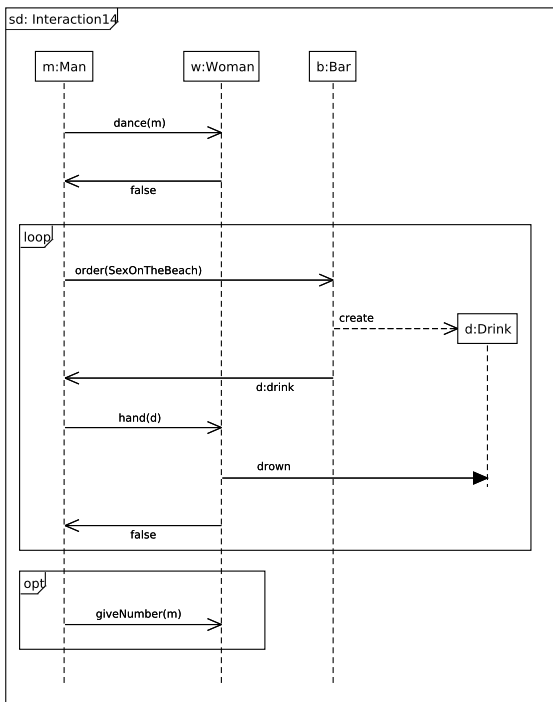 sd: Interaction14
m:Man
w:Woman
b:Bar
dance(m)
false
loop
order(SexOnTheBeach)
create
d:Drink
d:drink
hand(d)
drown
false
opt
giveNumber(m)